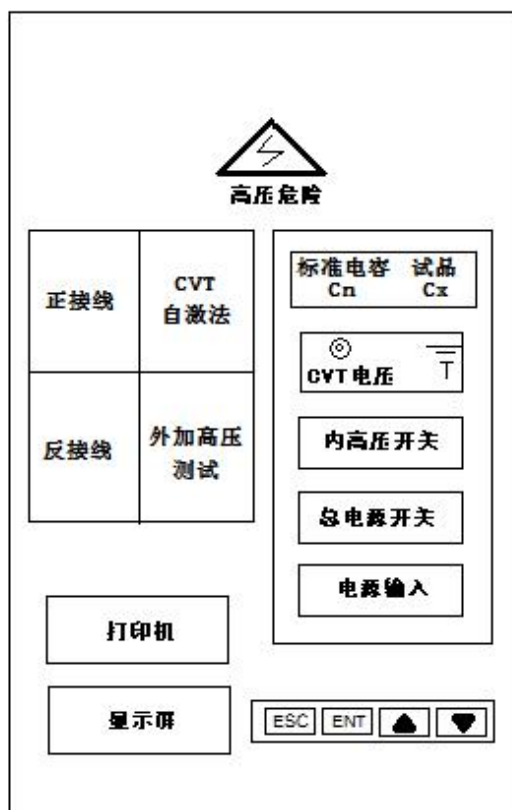 高压危险
正接线
CVT
自激法
反接线
外加高压
测试
标准电容 试品
Cn Cx
CVT电压
内高压开关
总电源开关
电源输入
打印机
显示屏
ESC ENT